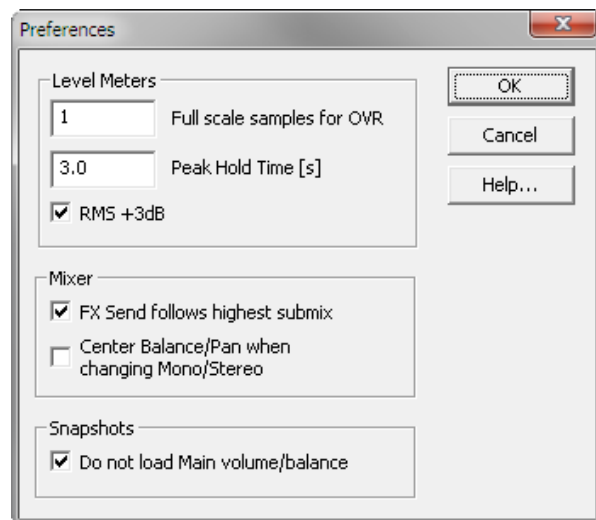 Preferences
Level Meters
1 Full scale samples for OVR
3.0 Peak Hold Time [s]
RMS +3dB
Mixer
FX Send follows highest submix
Center Balance/Pan when
changing Mono/Stereo
Snapshots
Do not load Main volume/balance
OK
Cancel
Help...